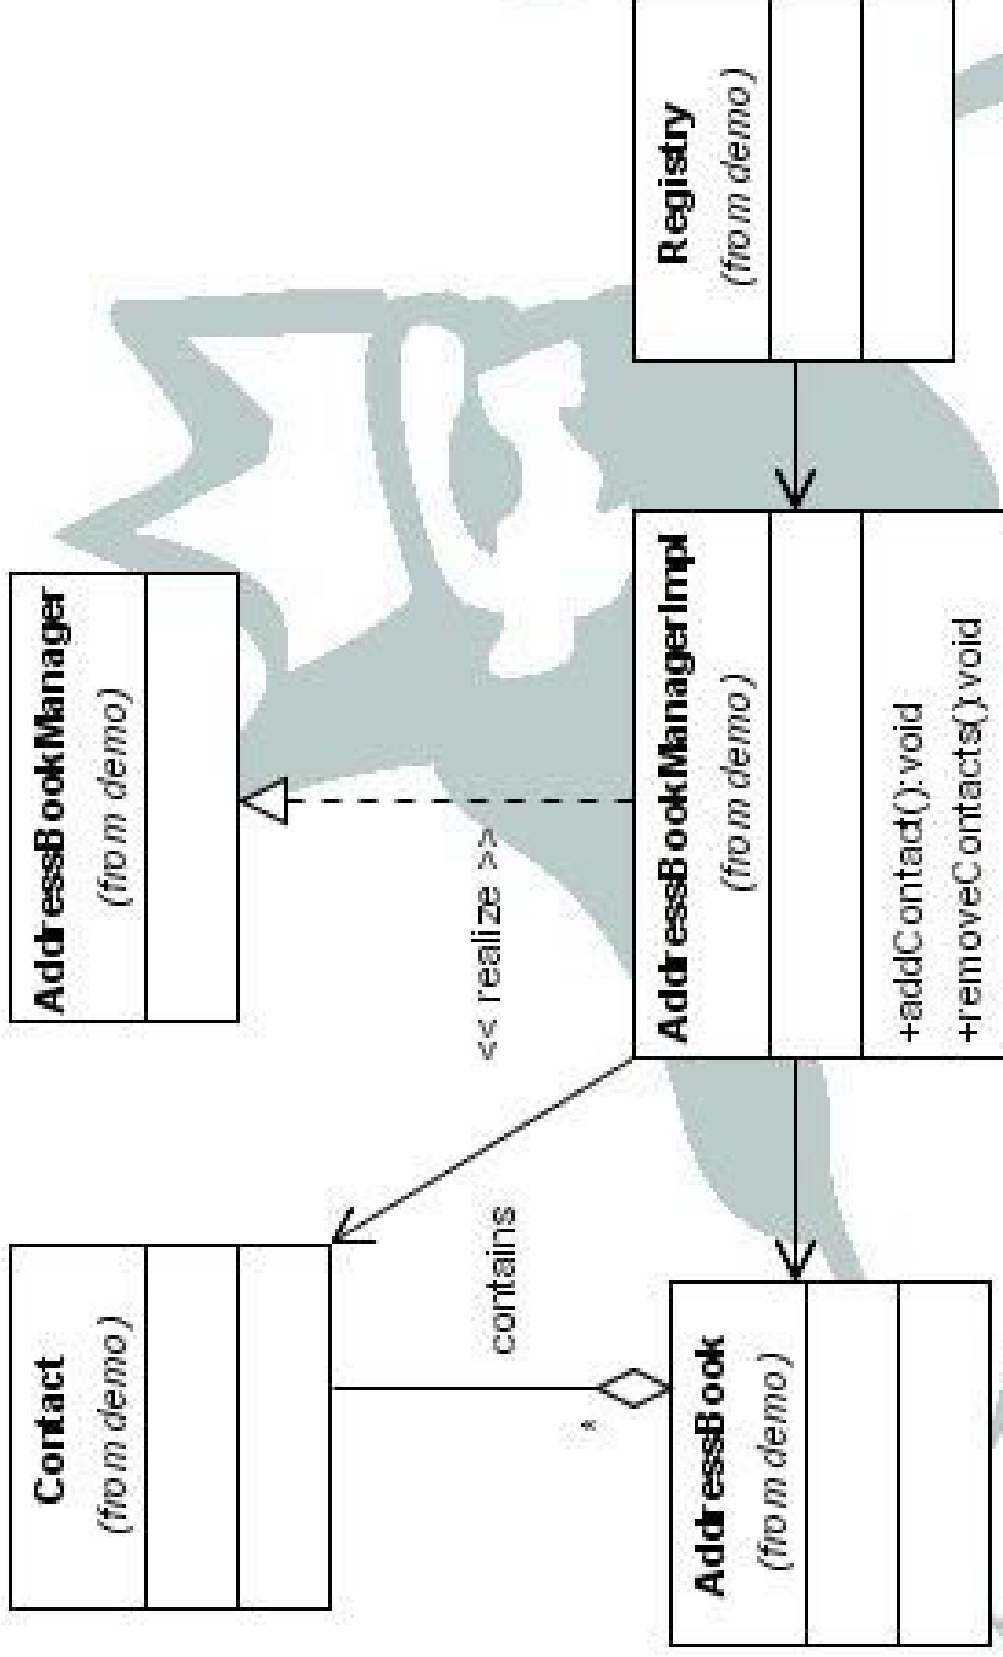 Contact
(from demo)
AddressBookManager
(from demo)
contains
<< realize >>
*
AddressBook
(from demo)
AddressBookManagerImpl
(from demo)
+addContact():void
+removeContacts():void
Registry
(from demo)